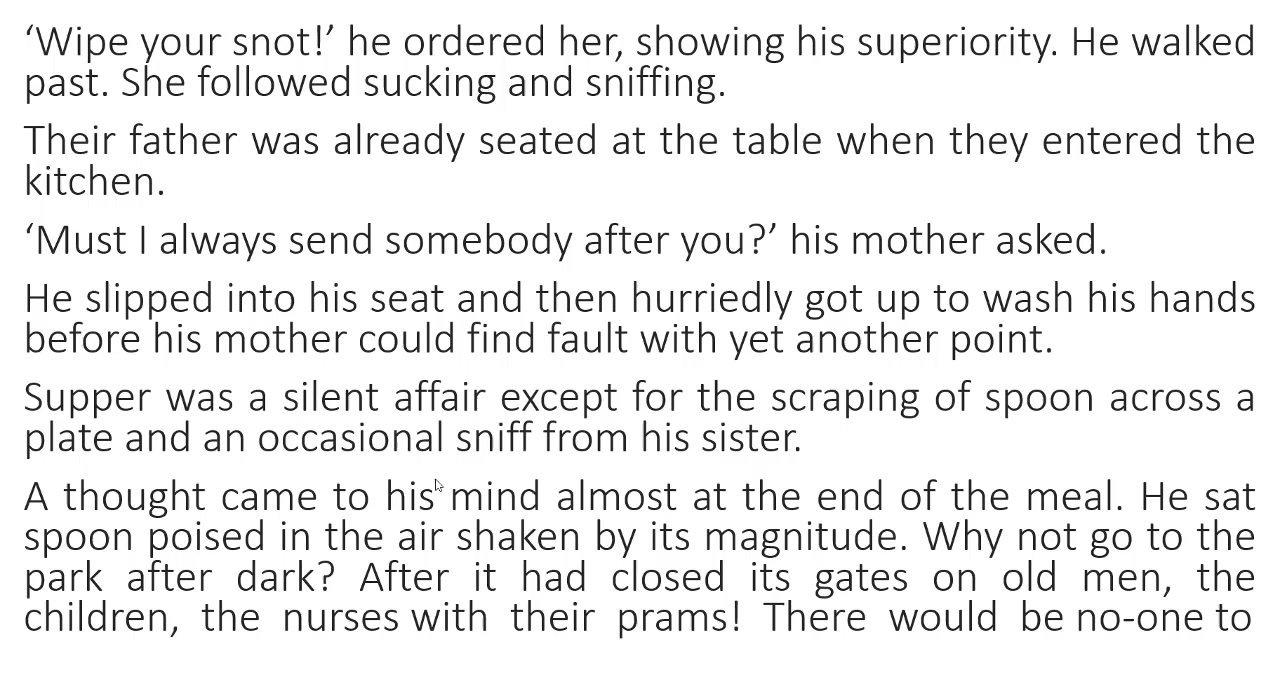 ‘Wipe your snot!’ he ordered her, showing his superiority. He walked
past. She followed sucking and sniffing.
Their father was already seated at the table when they entered the
kitchen.
‘Must I always send somebody after you?’ his mother asked.
He slipped into his seat and then hurriedly got up to wash his hands
before his mother could find fault with yet another point.
Supper was a silent affair except for the scraping of spoon across a
plate and an occasional sniff from his sister.
A thought came to his mind almost at the end of the meal. He sat
spoon poised in the air shaken by its magnitude. Why not go to the
park after dark? After it had closed its gates on old men, the
children, the nurses with their prams! There would be no-one to